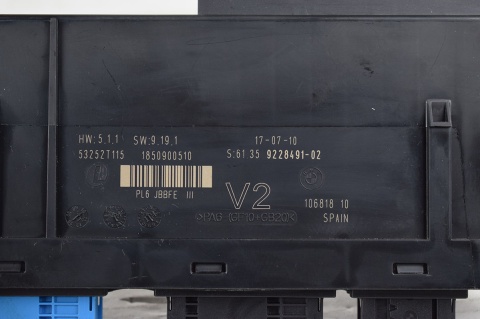 HW:5.1.1 SW:9.19.1 17-07-10
53252T115 1850900510 S:61 35 9228491-02
PL6 JBBFE III
V2
106818 10
SPAIN